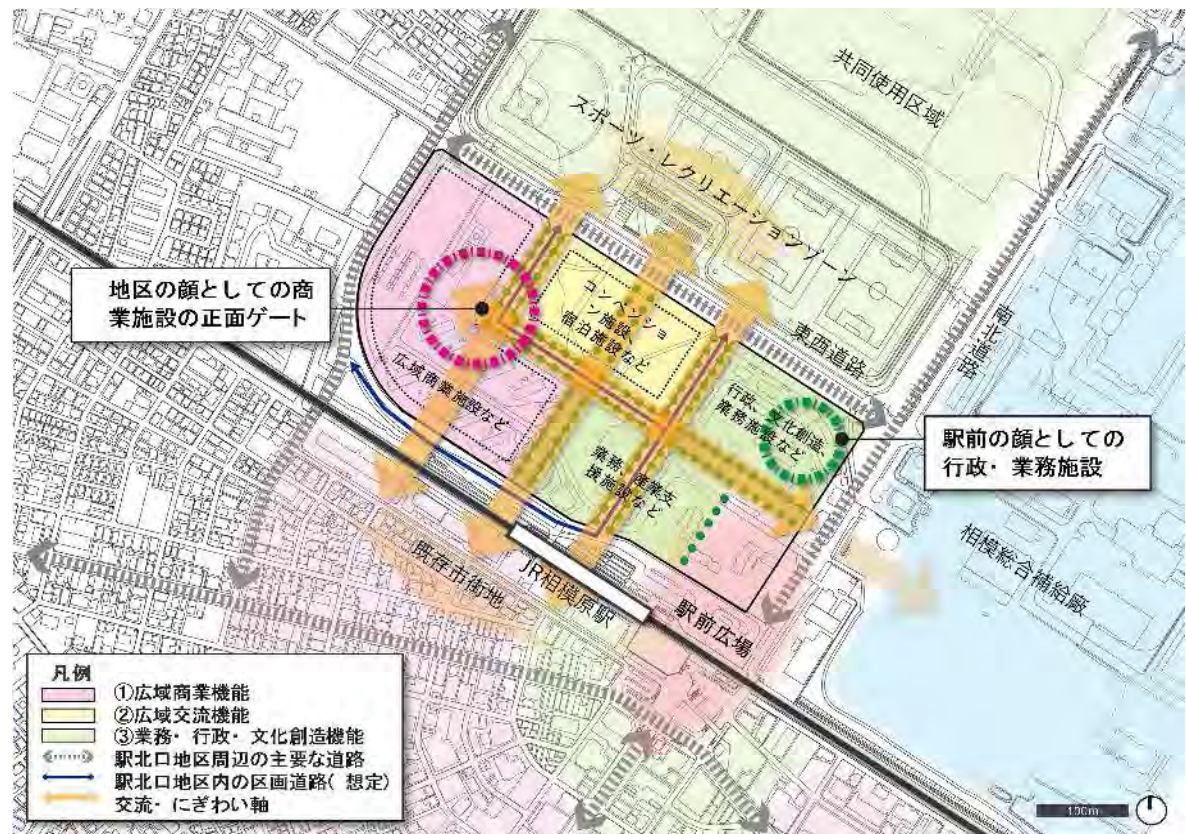 共同使用区域
スポーツ・レクリエーションゾーン
地区の顔としての商
業施設の正面ゲート
コンベンショ
ン施設、
宿泊施設など
東西道路
南北道路
広域商業施設など
行政、文化創造、
業務施設など
駅前の顔としての
行政・業務施設
業務、産業支
援施設など
相模総合補給廠
既存市街地
JR相模原駅
駅前広場
凡例
①広域商業機能
②広域交流機能
③業務・行政・文化創造機能
駅北口地区周辺の主要な道路
駅北口地区内の区画道路(想定)
交流・にぎわい軸
100m